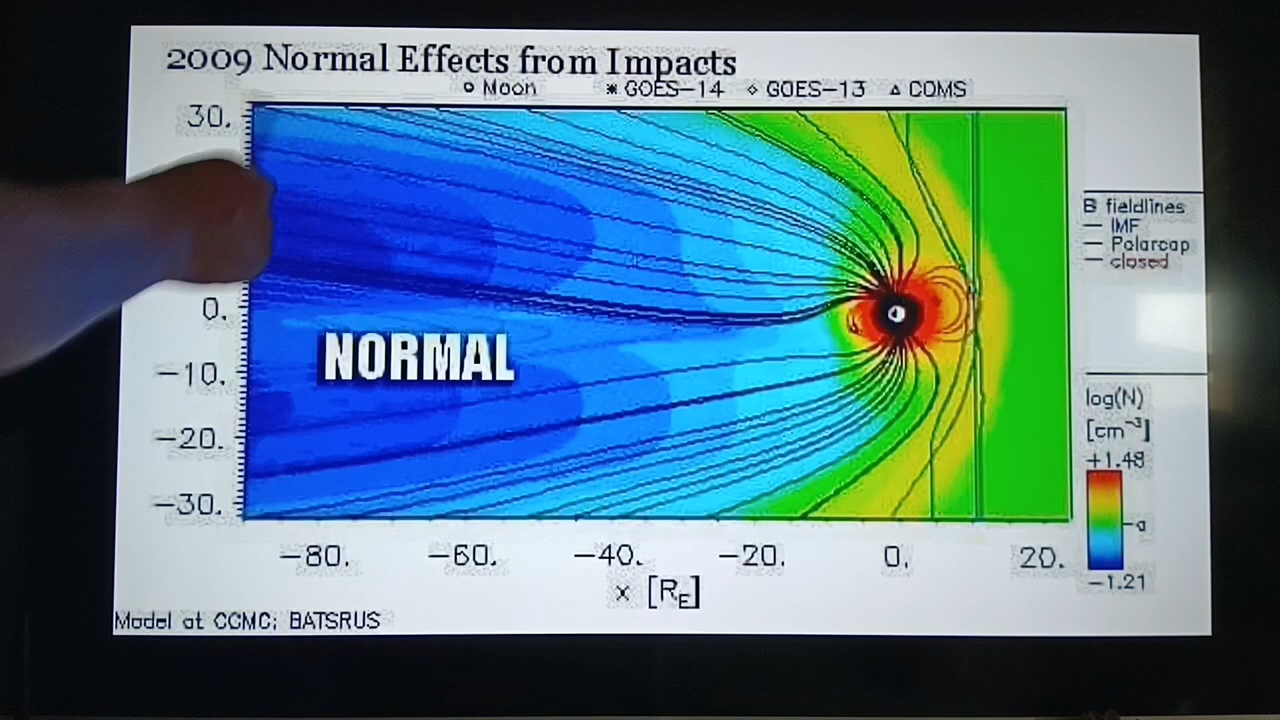 2009 Normal Effects from Impacts
Moon GOES-14 GOES-13 COMS
30.
0.
-10.
-20.
-30.
NORMAL
B fieldlines
IMF
Polarcap
closed
log(N)
[cm⁻³]
+1.48
-1.21
-80. -60. -40. -20. 0. 20.
x [RE]
Model at CCMC; BATSRUS